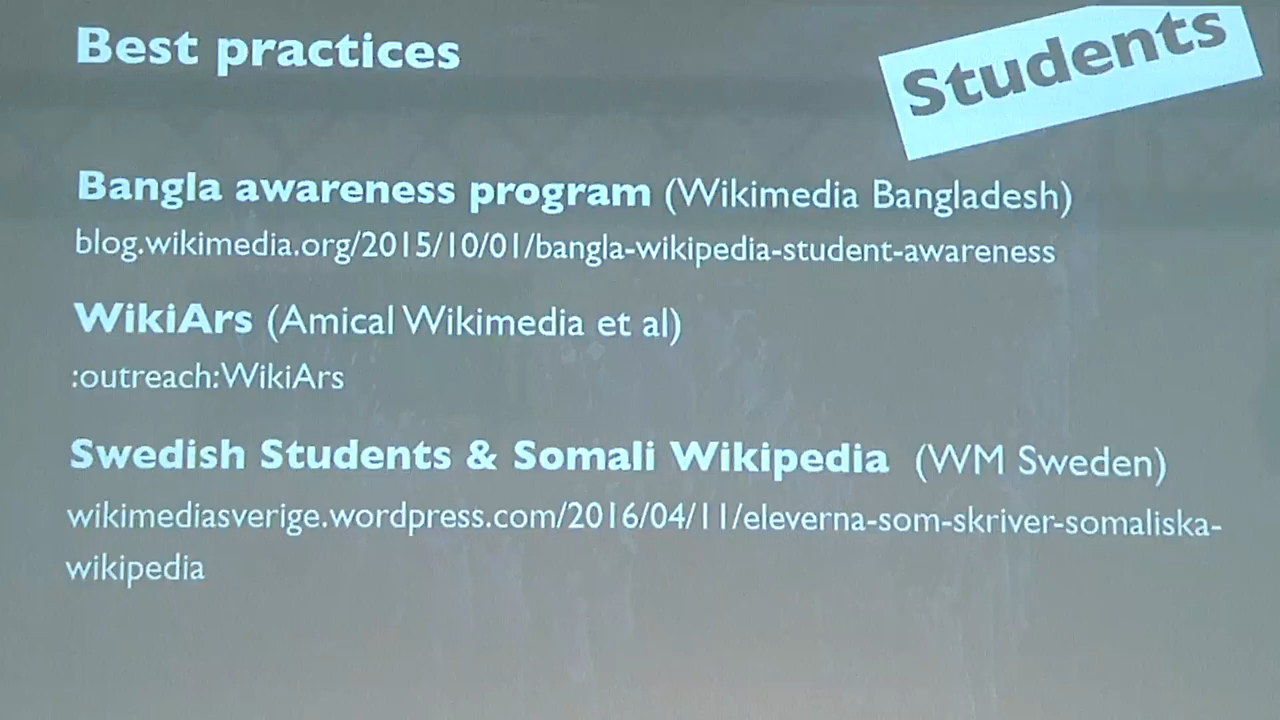 Best practices
Students
Bangla awareness program (Wikimedia Bangladesh)
blog.wikimedia.org/2015/10/01/bangla-wikipedia-student-awareness
WikiArs (Amical Wikimedia et al)
:outreach:WikiArs
Swedish Students & Somali Wikipedia (WM Sweden)
wikimediasverige.wordpress.com/2016/04/11/eleverna-som-skriver-somaliska-
wikipedia